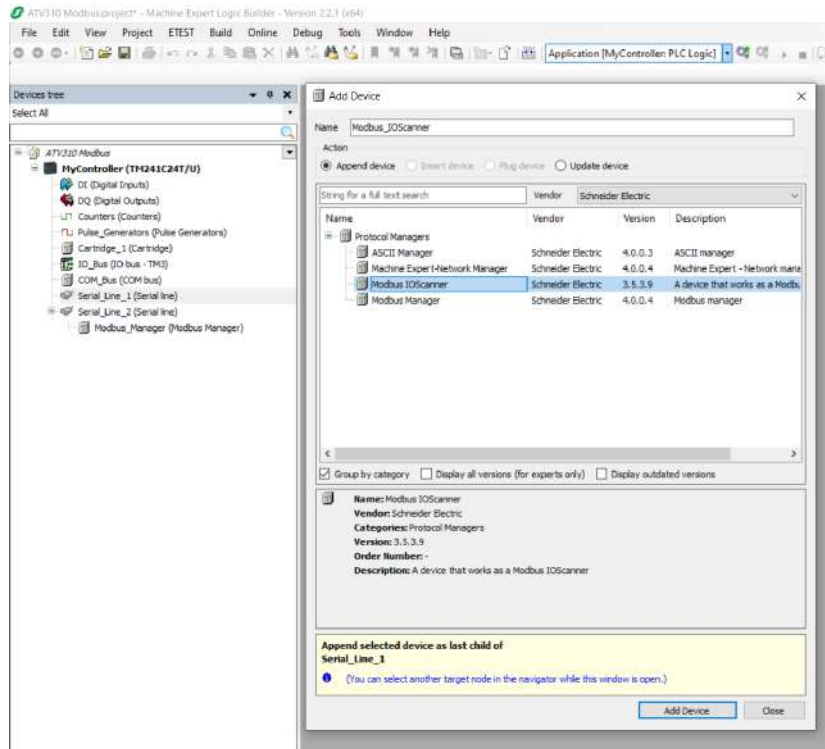 ATV310 Modbus.project* - Machine Expert Logic Builder - Version 2.2.1 (x64)
File Edit View Project ETEST Build Online Debug Tools Window Help
Application [MyController: PLC Logic]
Devices tree
Select All
ATV310 Modbus
MyController (TM241C24T/U)
DI (Digital Inputs)
DQ (Digital Outputs)
Counters (Counters)
Pulse_Generators (Pulse Generators)
Cartridge_1 (Cartridge)
IO_Bus (IO bus - TM3)
COM_Bus (COM bus)
Serial_Line_1 (Serial line)
Serial_Line_2 (Serial line)
Modbus_Manager (Modbus Manager)
Add Device
Name Modbus_IOScanner
Action
Append device Insert device Plug device Update device
String for a full text search Vendor Schneider Electric
Name Vendor Version Description
Protocol Managers
ASCII Manager Schneider Electric 4.0.0.3 ASCII manager
Machine Expert-Network Manager Schneider Electric 4.0.0.4 Machine Expert - Network mana
Modbus IOScanner Schneider Electric 3.5.3.9 A device that works as a Modbu
Modbus Manager Schneider Electric 4.0.0.4 Modbus manager
Group by category Display all versions (for experts only) Display outdated versions
Name: Modbus IOScanner
Vendor: Schneider Electric
Categories: Protocol Managers
Version: 3.5.3.9
Order Number: -
Description: A device that works as a Modbus IOScanner
Append selected device as last child of
Serial_Line_1
(You can select another target node in the navigator while this window is open.)
Add Device Close